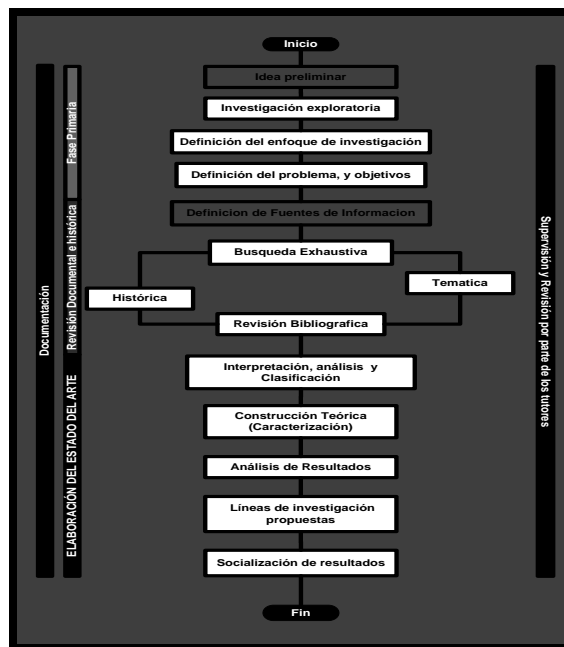 Inicio
Idea preliminar
Investigación exploratoria
Definición del enfoque de investigación
Definición del problema, y objetivos
Definicion de Fuentes de Informacion
Busqueda Exhaustiva
Histórica
Tematica
Revisión Bibliografica
Interpretación, análisis y
Clasificación
Construcción Teórica
(Caracterización)
Análisis de Resultados
Líneas de investigación
propuestas
Socialización de resultados
Fin
Documentación
Fase Primaria
Revisión Documental e histórica
ELABORACIÓN DEL ESTADO DEL ARTE
Supervisión y Revisión por parte de los tutores